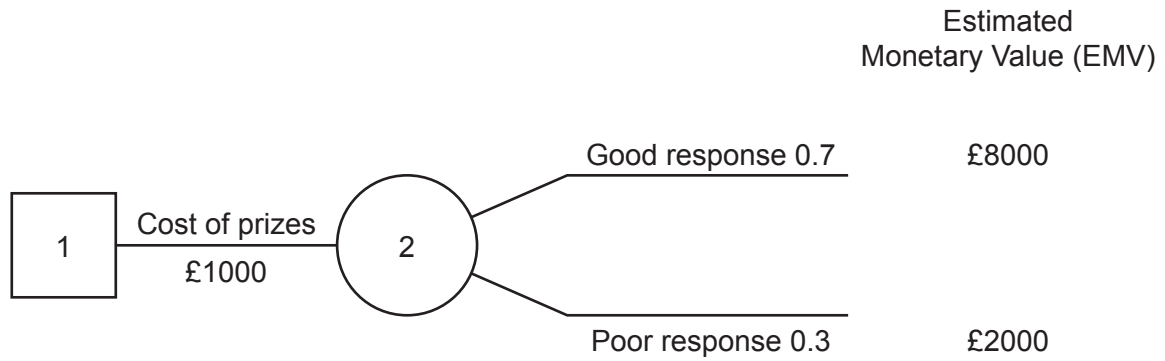 Estimated
Monetary Value (EMV)
Good response 0.7
£8000
Cost of prizes
1
2
£1000
Poor response 0.3
£2000